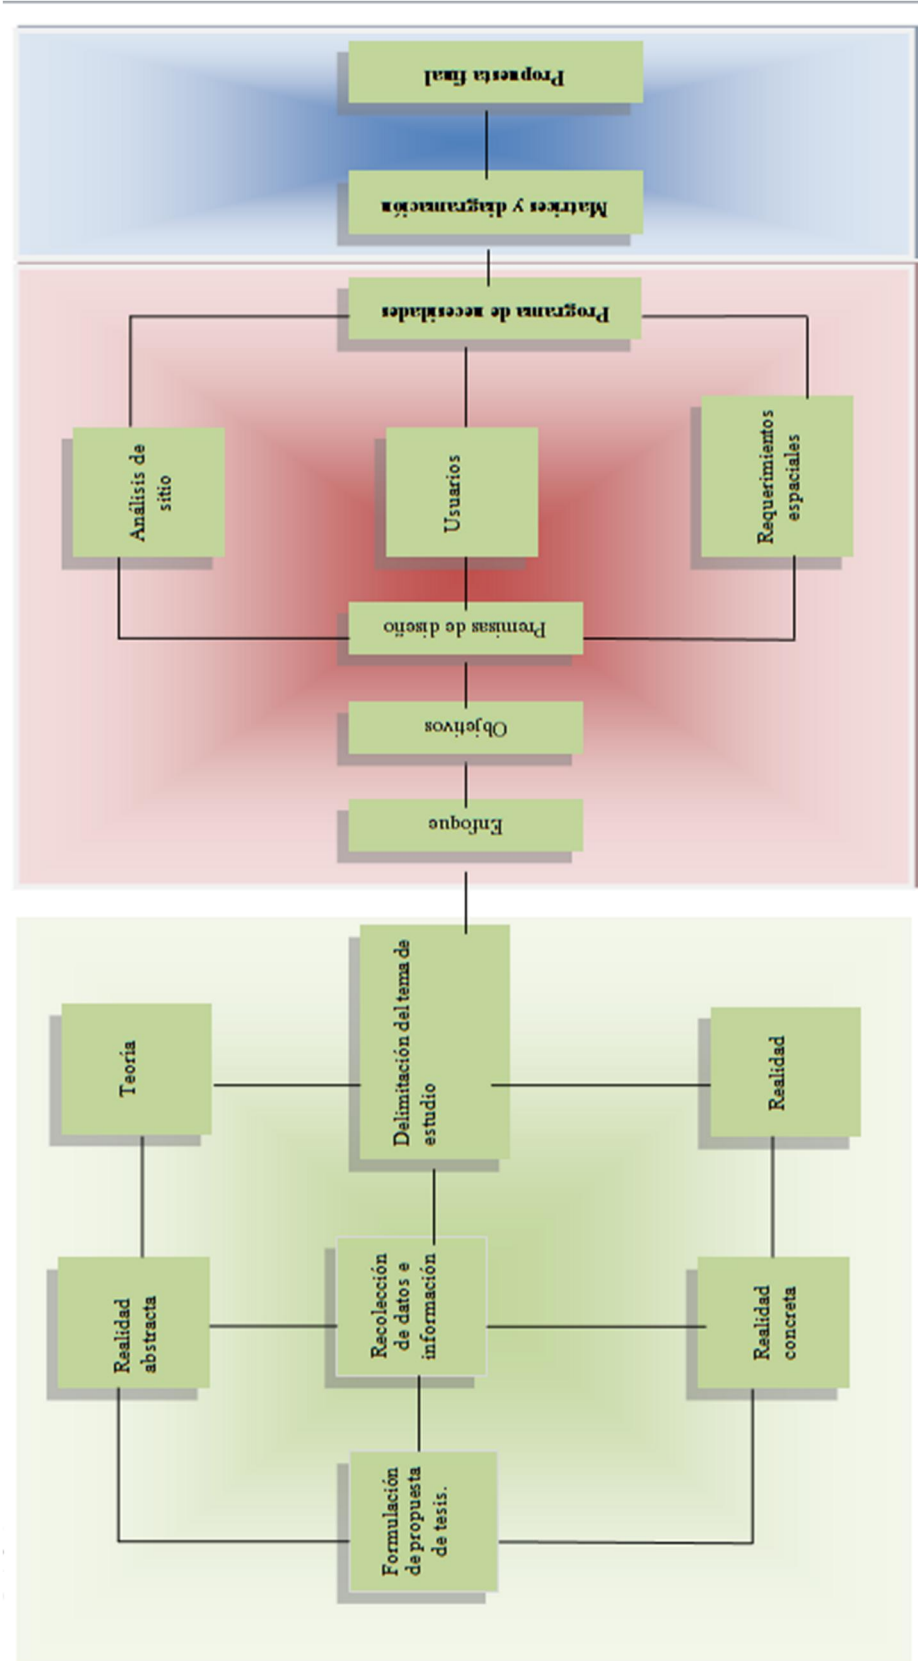 Formulación
de propuesta
de tesis.
Realidad
abstracta
Recolección
de datos e
información
Realidad
concreta
Teoría
Delimitación del tema de
estudio
Realidad
Enfoque
Objetivos
Premisas de diseño
Análisis de
sitio
Usuarios
Requerimientos
espaciales
Programa de necesidades
Matrices y diagramación
Propuesta final